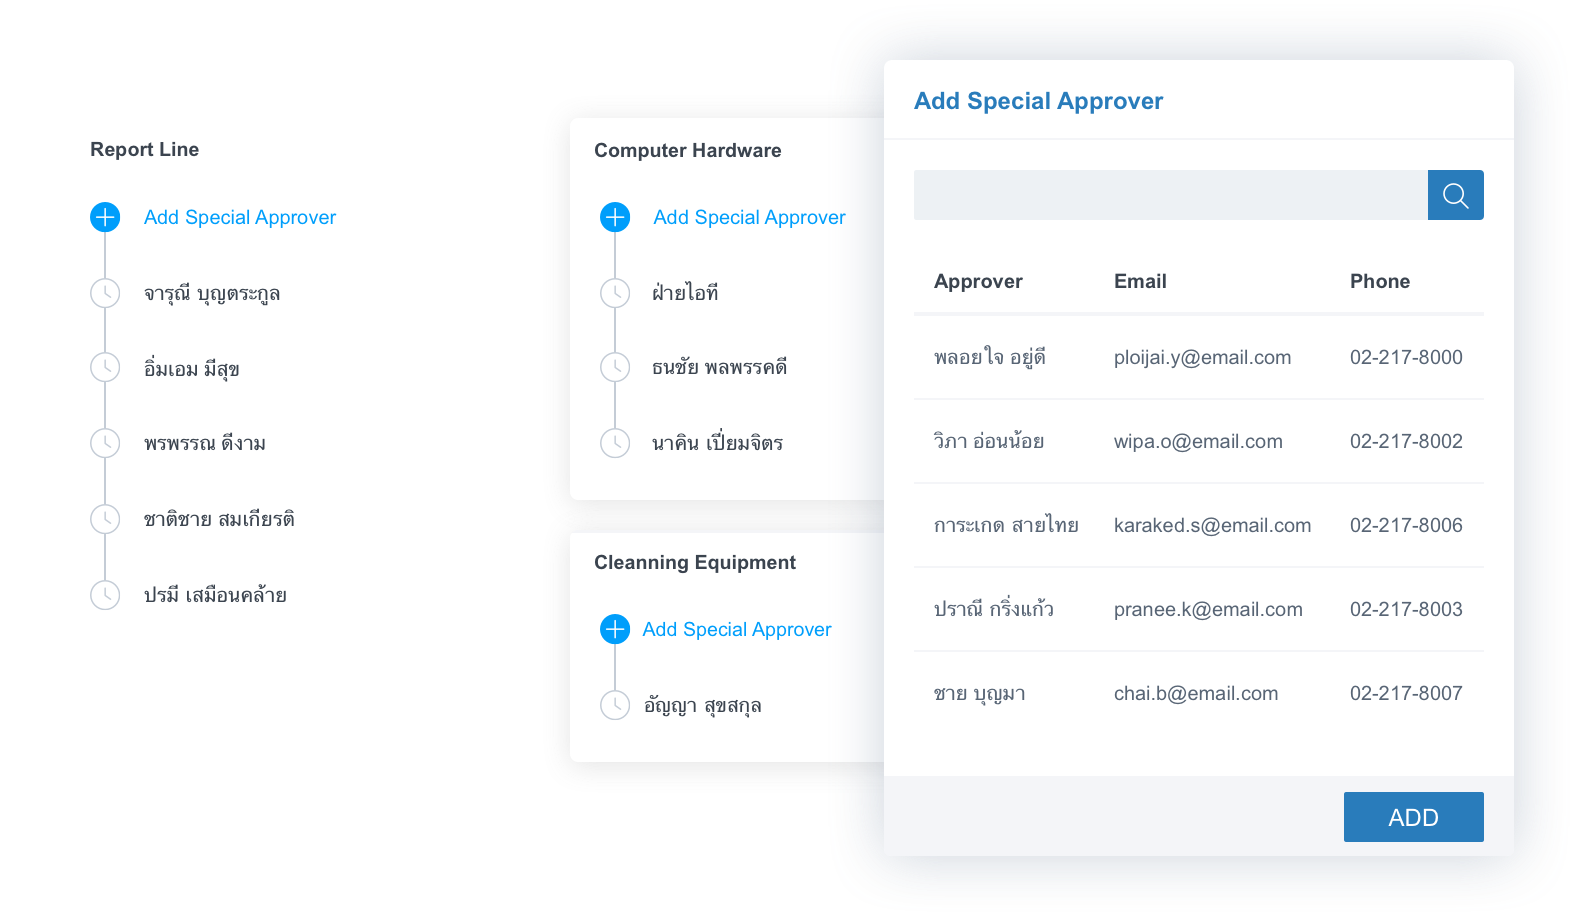 Report Line
Add Special Approver
จารุณี บุญตระกูล
อิ่มเอม มีสุข
พรพรรณ ดีงาม
ชาติชาย สมเกียรติ
ปรมี เสมือนคล้าย
Computer Hardware
Add Special Approver
ฝ่ายไอที
ธนชัย พลพรรคดี
นาคิน เปี่ยมจิตร
Cleanning Equipment
Add Special Approver
อัญญา สุขสกุล
Add Special Approver
Approver Email Phone
พลอยใจ อยู่ดี ploijai.y@email.com 02-217-8000
วิภา อ่อนน้อย wipa.o@email.com 02-217-8002
การะเกด สายไทย karaked.s@email.com 02-217-8006
ปราณี กริ่งแก้ว pranee.k@email.com 02-217-8003
ชาย บุญมา chai.b@email.com 02-217-8007
ADD